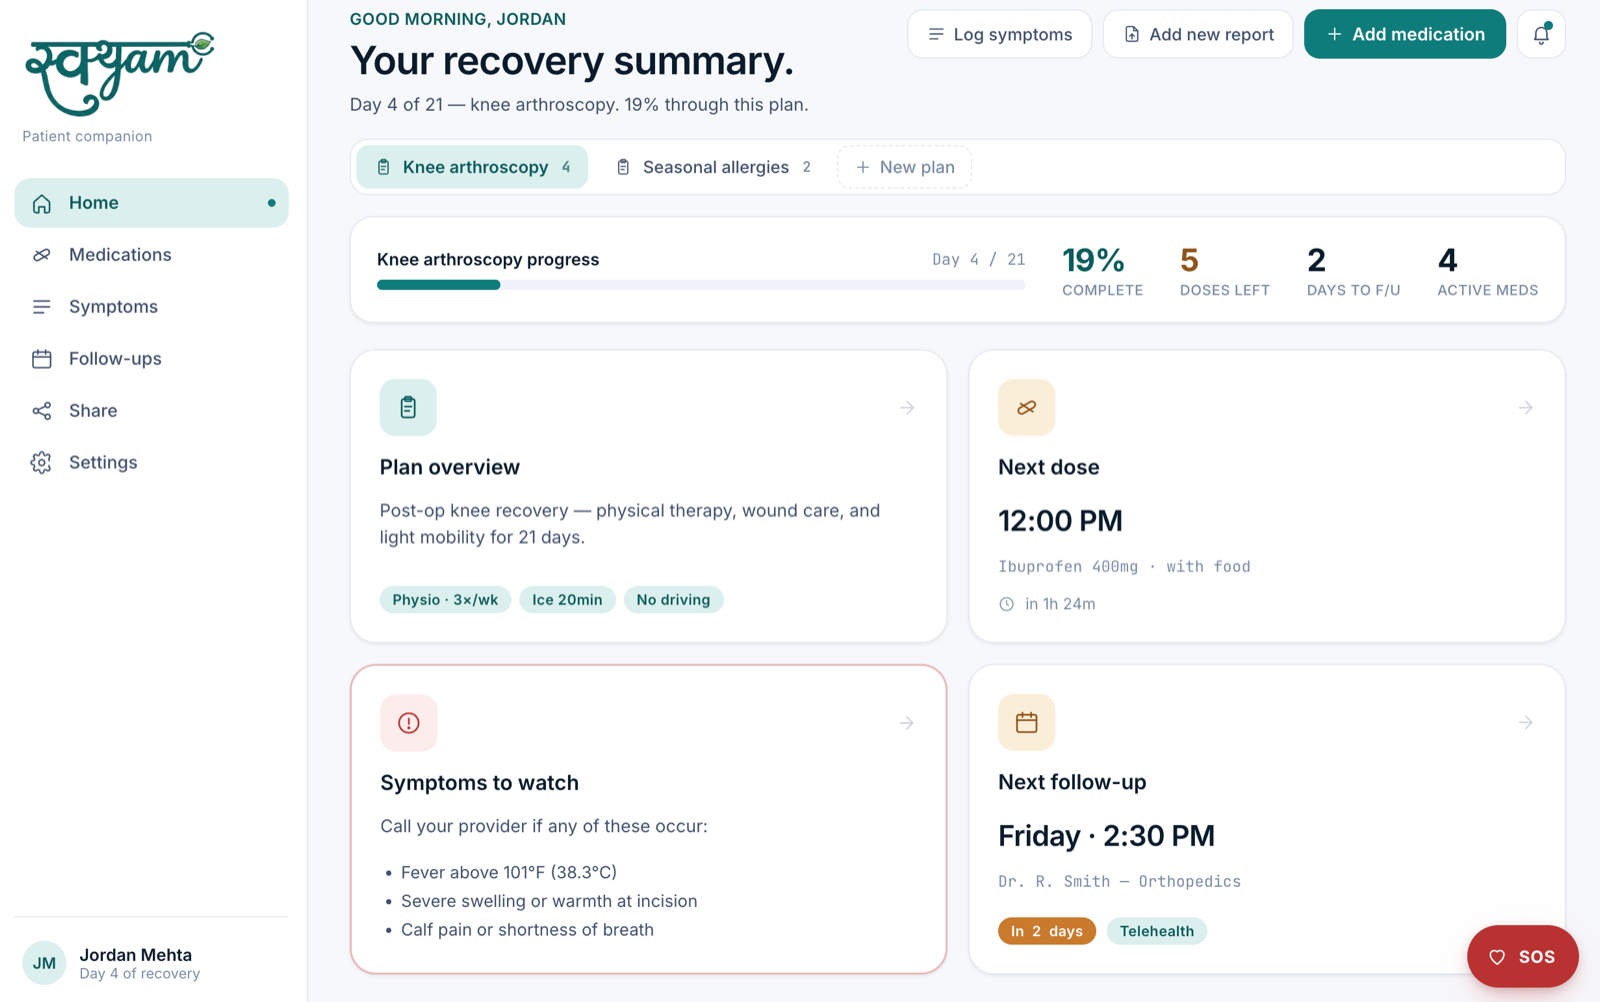 स्वyam
Patient companion
Home
Medications
Symptoms
Follow-ups
Share
Settings
JM
Jordan Mehta
Day 4 of recovery
GOOD MORNING, JORDAN
Your recovery summary.
Day 4 of 21 — knee arthroscopy. 19% through this plan.
Log symptoms
Add new report
+ Add medication
Knee arthroscopy 4
Seasonal allergies 2
+ New plan
Knee arthroscopy progress
Day 4 / 21
19%
COMPLETE
5
DOSES LEFT
2
DAYS TO F/U
4
ACTIVE MEDS
Plan overview
Post-op knee recovery — physical therapy, wound care, and
light mobility for 21 days.
Physio · 3×/wk
Ice 20min
No driving
Next dose
12:00 PM
Ibuprofen 400mg · with food
in 1h 24m
Symptoms to watch
Call your provider if any of these occur:
• Fever above 101°F (38.3°C)
• Severe swelling or warmth at incision
• Calf pain or shortness of breath
Next follow-up
Friday · 2:30 PM
Dr. R. Smith — Orthopedics
In 2 days
Telehealth
SOS